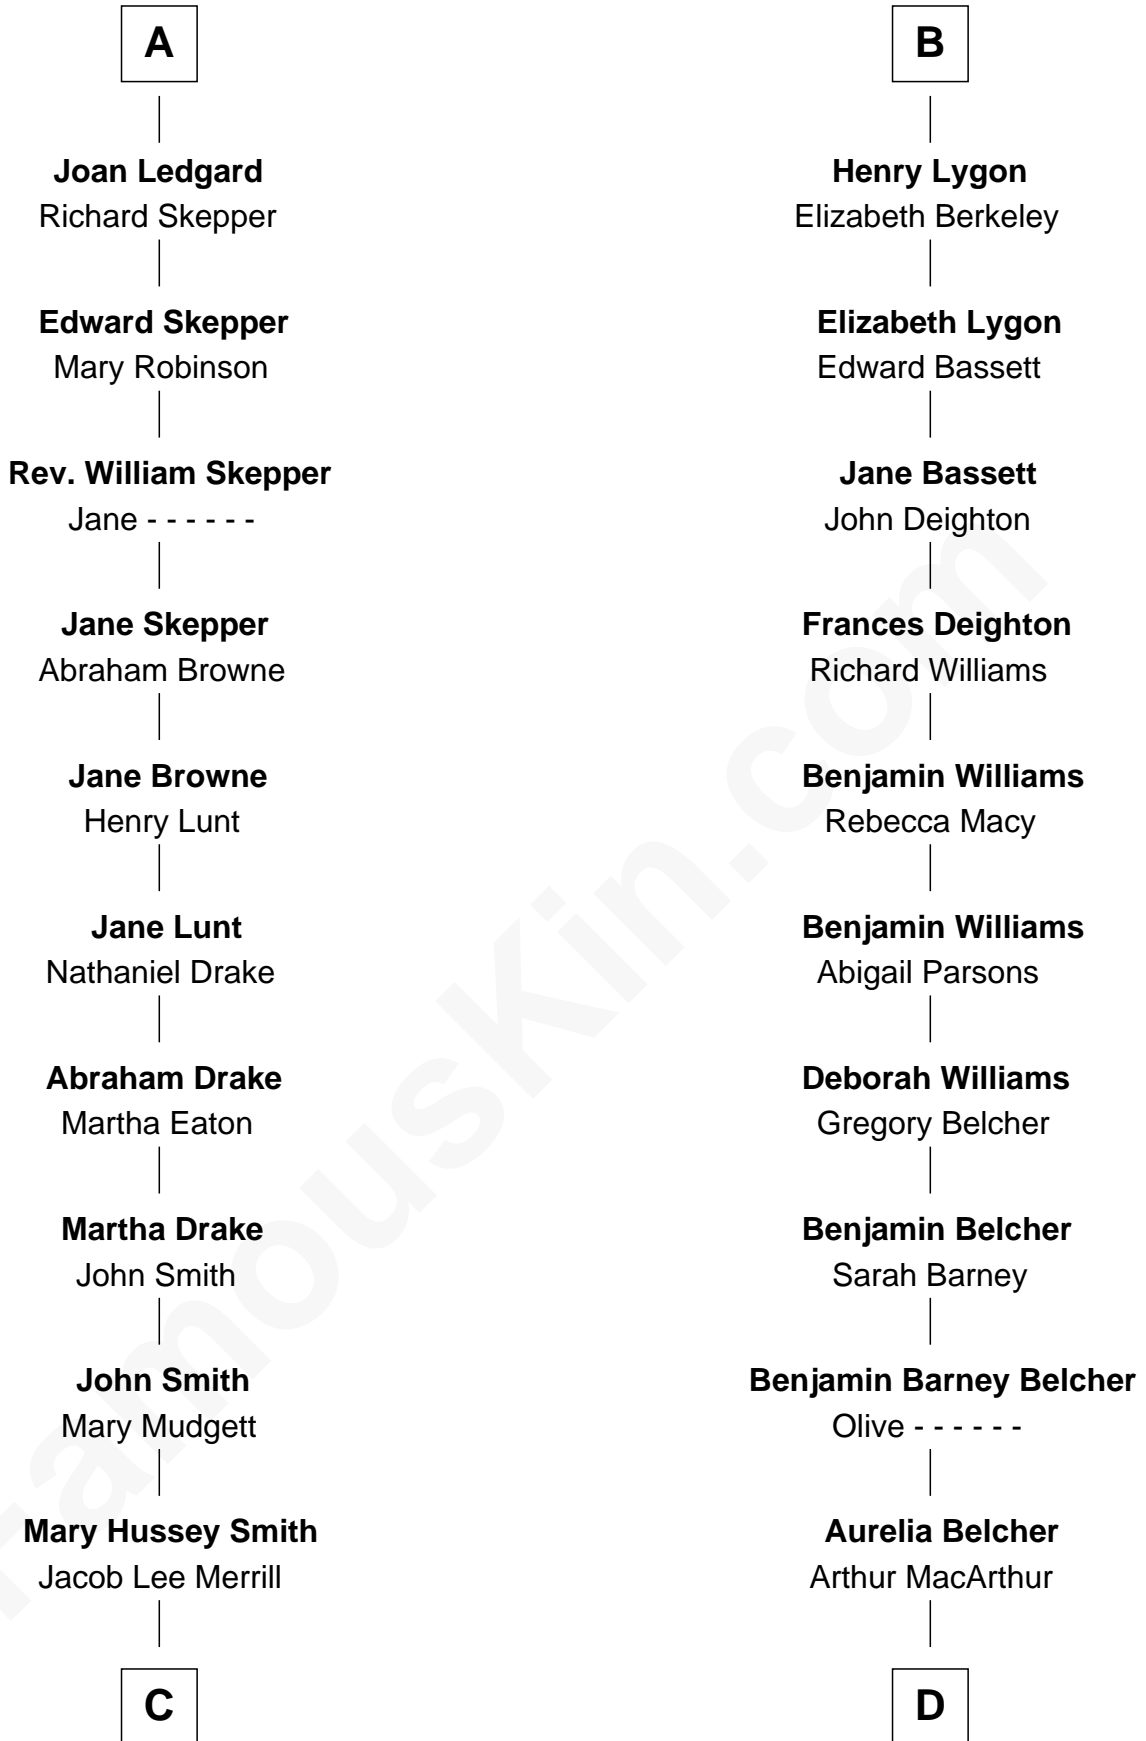 A
Joan Ledgard
Richard Skepper
Edward Skepper
Mary Robinson
Rev. William Skepper
Jane - - - - - -
Jane Skepper
Abraham Browne
Jane Browne
Henry Lunt
Jane Lunt
Nathaniel Drake
Abraham Drake
Martha Eaton
Martha Drake
John Smith
John Smith
Mary Mudgett
Mary Hussey Smith
Jacob Lee Merrill
C
B
Henry Lygon
Elizabeth Berkeley
Elizabeth Lygon
Edward Bassett
Jane Bassett
John Deighton
Frances Deighton
Richard Williams
Benjamin Williams
Rebecca Macy
Benjamin Williams
Abigail Parsons
Deborah Williams
Gregory Belcher
Benjamin Belcher
Sarah Barney
Benjamin Barney Belcher
Olive - - - - - -
Aurelia Belcher
Arthur MacArthur
D
FamousKin.com